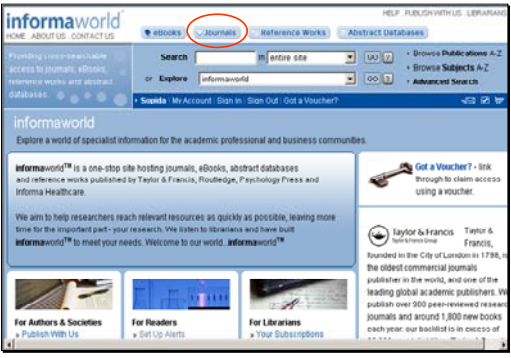 informaworld
HELP . PUBLISH WITH US . LIBRARIANS
HOME ABOUT US . CONTACT US
eBooks
Journals
Reference Works
Abstract Databases
Providing cross-searchable
access to journals, eBooks,
reference works and abstract
databases.
Search in entire site GO ?
or Explore informaworld GO ?
Browse Publications A-Z
Browse Subjects A-Z
Advanced Search
Sopida | My Account | Sign In | Sign Out | Got a Voucher?
informaworld
Explore a world of specialist information for the academic professional and business communities.
informaworld™ is a one-stop site hosting journals, eBooks, abstract databases
and reference works published by Taylor & Francis, Routledge, Psychology Press and
Informa Healthcare.
We aim to help researchers reach relevant resources as quickly as possible, leaving more
time for the important part - your research. We listen to librarians and have built
informaworld™ to meet your needs. Welcome to our world...informaworld™
Got a Voucher? - link
through to claim access
using a voucher.
Taylor & Francis
Taylor & Francis Group
Taylor &
Francis,
founded in the City of London in 1798, is
the oldest commercial journals
publisher in the world, and one of the
leading global academic publishers. We
publish over 900 peer-reviewed research
journals and around 1,800 new books
each year. our backlist is in excess of
For Authors & Societies
» Publish With Us
For Readers
» Set Up Alerts
For Librarians
» Your Subscriptions